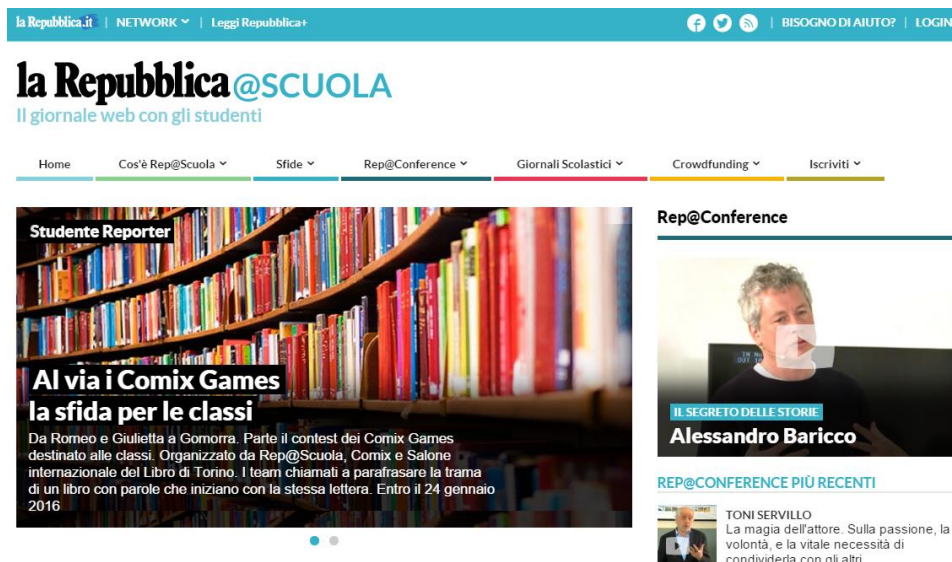 la Repubblica.it | NETWORK | Leggi Repubblica+
BISOGNO DI AIUTO? | LOGIN
la Repubblica@SCUOLA
Il giornale web con gli studenti
Home Cos'è Rep@Scuola Sfide Rep@Conference Giornali Scolastici Crowdfunding Iscriviti
Studente Reporter
Al via i Comix Games
la sfida per le classi
Da Romeo e Giulietta a Gomorra. Parte il contest dei Comix Games
destinato alle classi. Organizzato da Rep@Scuola, Comix e Salone
internazionale del Libro di Torino. I team chiamati a parafrasare la trama
di un libro con parole che iniziano con la stessa lettera. Entro il 24 gennaio
2016
Rep@Conference
IL SEGRETO DELLE STORIE
Alessandro Baricco
REP@CONFERENCE PIÙ RECENTI
TONI SERVILLO
La magia dell'attore. Sulla passione, la
volontà, e la vitale necessità di
condividerla con gli altri